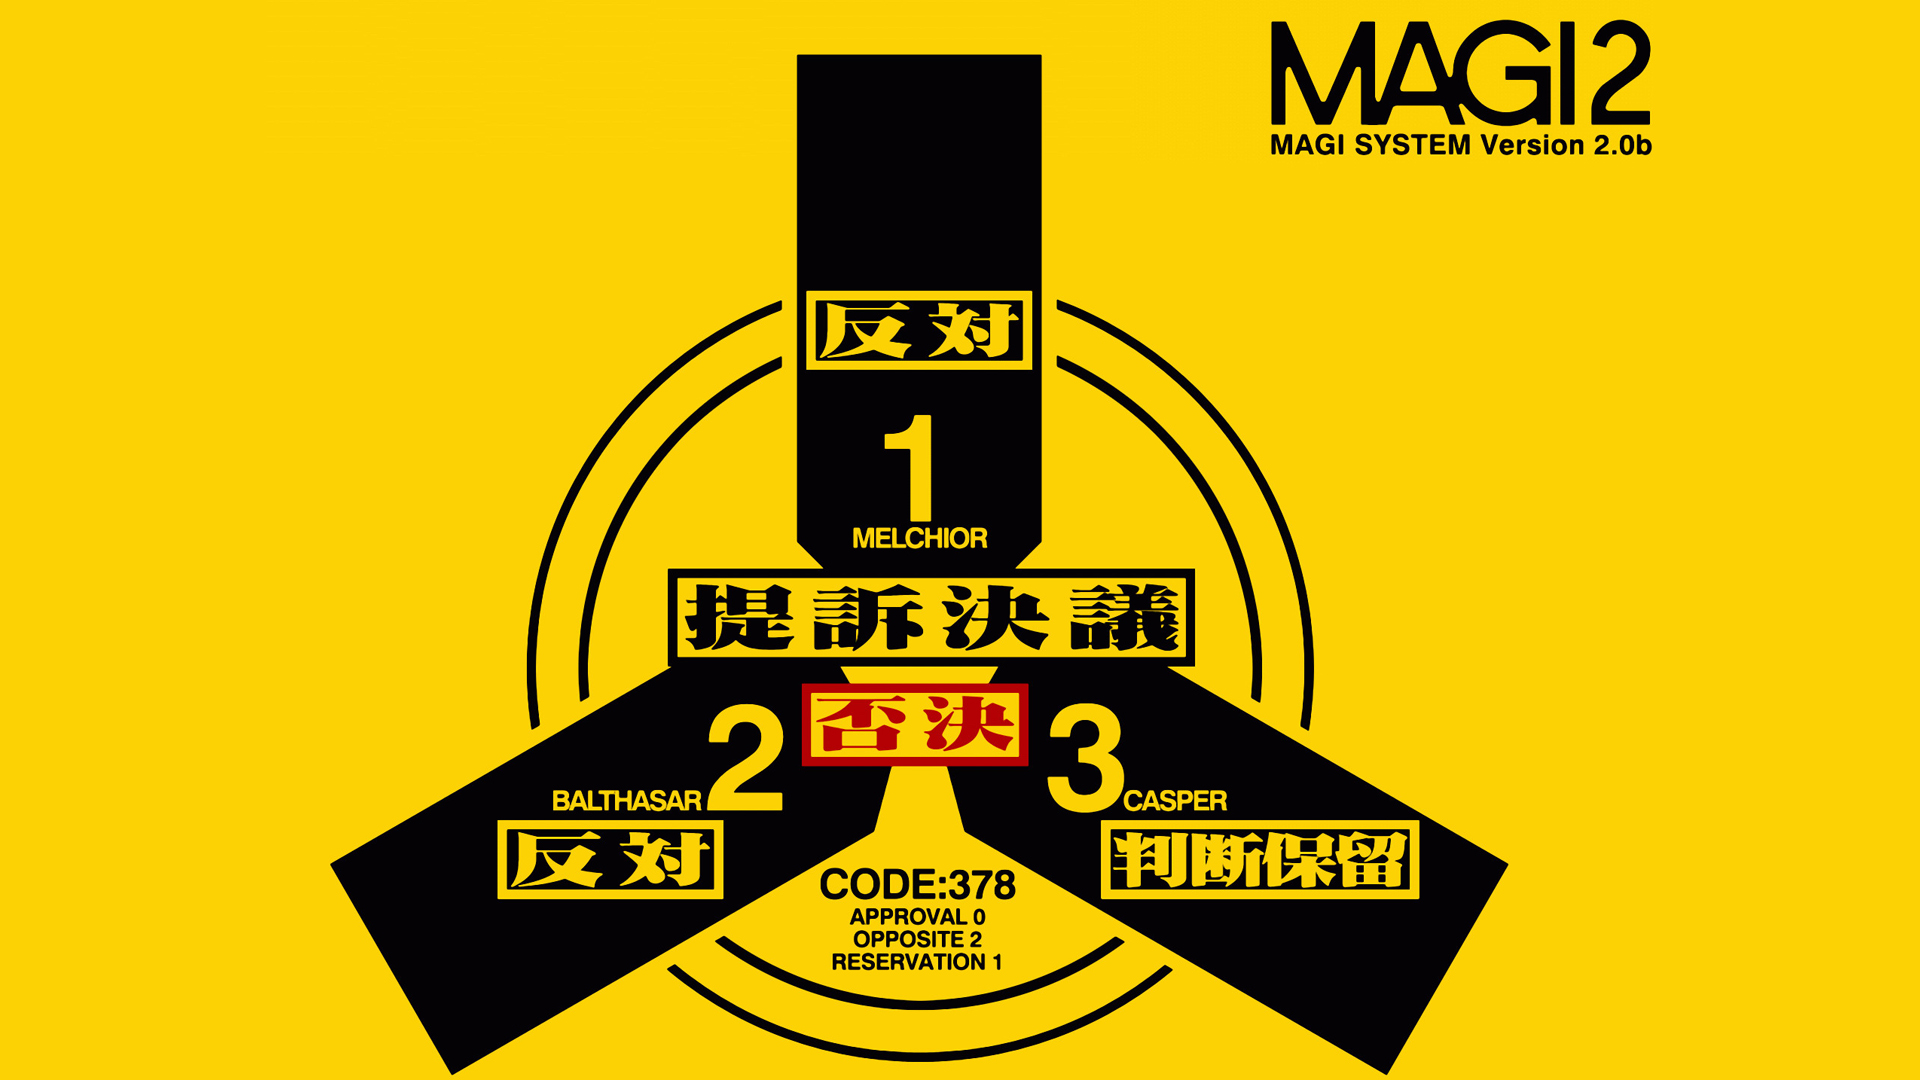 MAGI2
MAGI SYSTEM Version 2.0b
反対
1
MELCHIOR
提訴決議
否決
2
BALTHASAR
反対
3
CASPER
判断保留
CODE:378
APPROVAL 0
OPPOSITE 2
RESERVATION 1